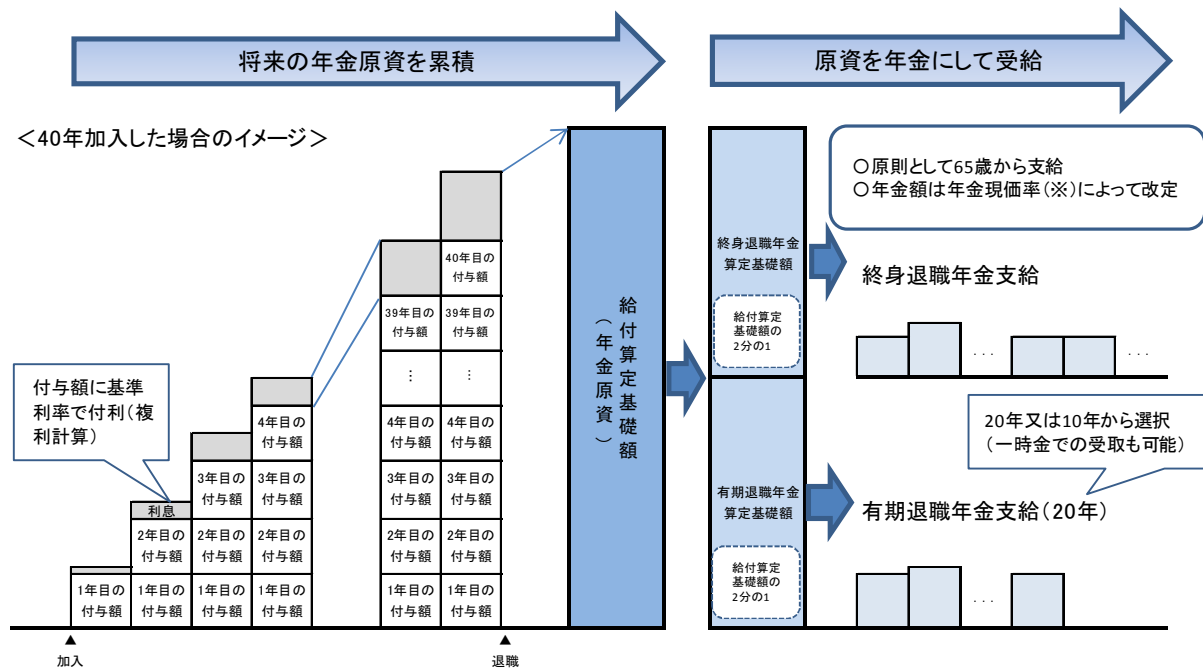 将来の年金原資を累積
原資を年金にして受給
＜40年加入した場合のイメージ＞
○原則として65歳から支給
○年金額は年金現価率(※)によって改定
付与額に基準
利率で付利(複
利計算)
利息
1年目の
付与額
2年目の
付与額
1年目の
付与額
3年目の
付与額
2年目の
付与額
1年目の
付与額
4年目の
付与額
3年目の
付与額
2年目の
付与額
1年目の
付与額
39年目の
付与額
⋮
4年目の
付与額
3年目の
付与額
2年目の
付与額
1年目の
付与額
40年目の
付与額
39年目の
付与額
⋮
4年目の
付与額
3年目の
付与額
2年目の
付与額
1年目の
付与額
▲
加入
▲
退職
給付算定基礎額
(年金原資)
終身退職年金
算定基礎額
給付算定
基礎額の
2分の1
有期退職年金
算定基礎額
給付算定
基礎額の
2分の1
終身退職年金支給
...
...
20年又は10年から選択
(一時金での受取も可能)
有期退職年金支給(20年)
...